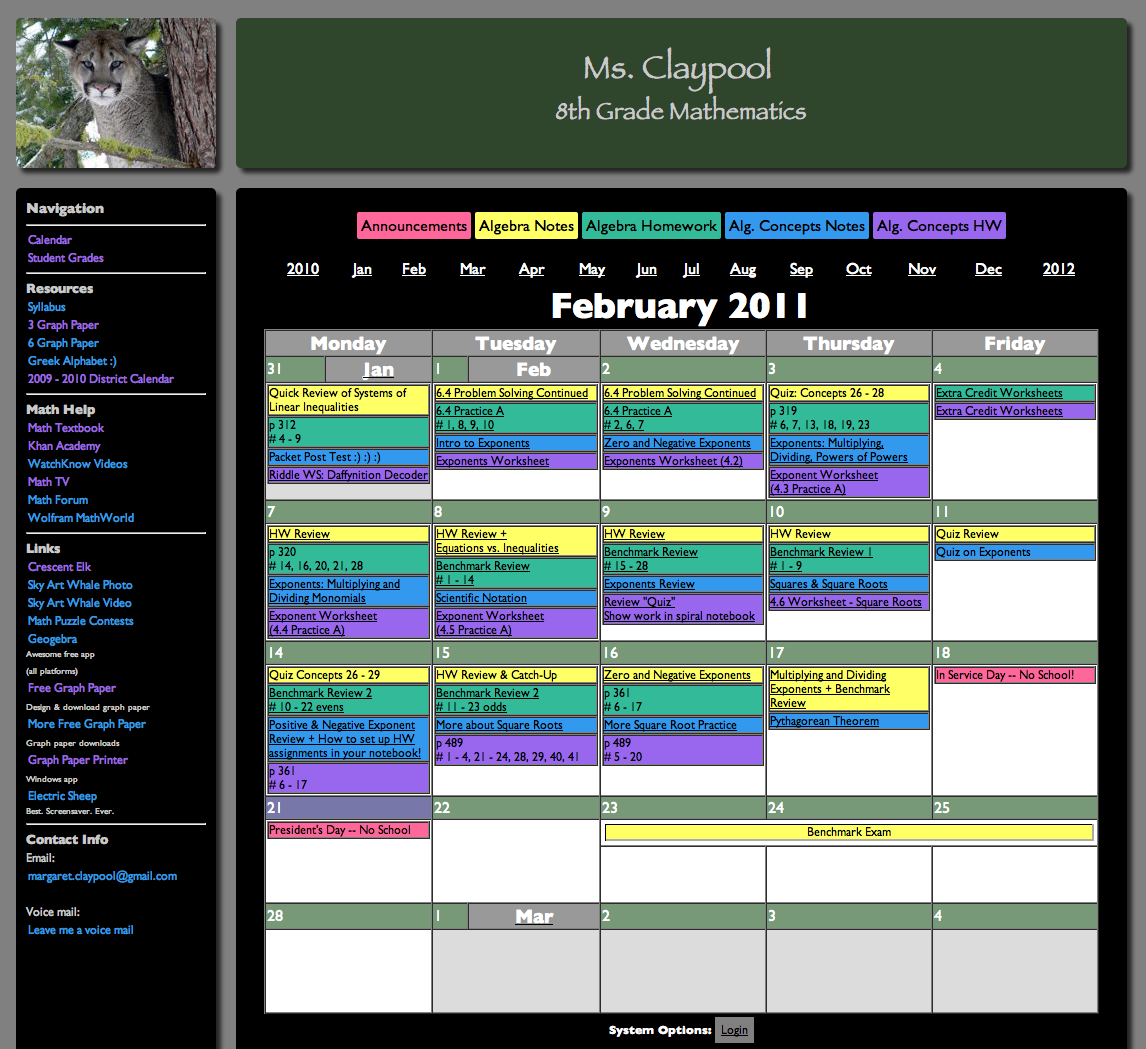 Ms. Claypool
8th Grade Mathematics
Navigation
Calendar
Student Grades
Resources
Syllabus
3 Graph Paper
6 Graph Paper
Greek Alphabet :)
2009 - 2010 District Calendar
Math Help
Math Textbook
Khan Academy
WatchKnow Videos
Math TV
Math Forum
Wolfram MathWorld
Links
Crescent Elk
Sky Art Whale Photo
Sky Art Whale Video
Math Puzzle Contests
Geogebra
Awesome free app
(all platforms)
Free Graph Paper
Design & download graph paper
More Free Graph Paper
Graph paper downloads
Graph Paper Printer
Windows app
Electric Sheep
Best. Screensaver. Ever.
Contact Info
Email:
margaret.claypool@gmail.com
Voice mail:
Leave me a voice mail
Announcements Algebra Notes Algebra Homework Alg. Concepts Notes Alg. Concepts HW
2010 Jan Feb Mar Apr May Jun Jul Aug Sep Oct Nov Dec 2012
February 2011
Monday Tuesday Wednesday Thursday Friday
31 Jan 1 Feb 2 3 4
Quick Review of Systems of
Linear Inequalities
p 312
# 4 - 9
Packet Post Test :) :) :)
Riddle WS: Daffynition Decoder
6.4 Problem Solving Continued
6.4 Practice A
# 1, 8, 9, 10
Intro to Exponents
Exponents Worksheet
6.4 Problem Solving Continued
6.4 Practice A
# 2, 6, 7
Zero and Negative Exponents
Exponents Worksheet (4.2)
Quiz: Concepts 26 - 28
p 319
# 6, 7, 13, 18, 19, 23
Exponents: Multiplying,
Dividing, Powers of Powers
Exponent Worksheet
(4.3 Practice A)
Extra Credit Worksheets
Extra Credit Worksheets
7 8 9 10 11
HW Review
p 320
# 14, 16, 20, 21, 28
Exponents: Multiplying and
Dividing Monomials
Exponent Worksheet
(4.4 Practice A)
HW Review +
Equations vs. Inequalities
Benchmark Review
# 1 - 14
Scientific Notation
Exponent Worksheet
(4.5 Practice A)
HW Review
Benchmark Review
# 15 - 28
Exponents Review
Review "Quiz"
Show work in spiral notebook
HW Review
Benchmark Review 1
# 1 - 9
Squares & Square Roots
4.6 Worksheet - Square Roots
Quiz Review
Quiz on Exponents
14 15 16 17 18
Quiz Concepts 26 - 29
Benchmark Review 2
# 10 - 22 evens
Positive & Negative Exponent
Review + How to set up HW
assignments in your notebook!
p 361
# 6 - 17
HW Review & Catch-Up
Benchmark Review 2
# 11 - 23 odds
More about Square Roots
p 489
# 1 - 4, 21 - 24, 28, 29, 40, 41
Zero and Negative Exponents
p 361
# 6 - 17
More Square Root Practice
p 489
# 5 - 20
Multiplying and Dividing
Exponents + Benchmark
Review
Pythagorean Theorem
In Service Day -- No School!
21 22 23 24 25
President's Day -- No School
Benchmark Exam
28 1 Mar 2 3 4
System Options: Login